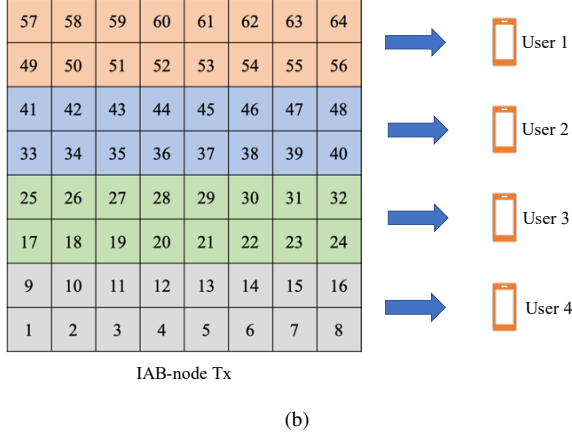 57 58 59 60 61 62 63 64
User 1
49 50 51 52 53 54 55 56
41 42 43 44 45 46 47 48
User 2
33 34 35 36 37 38 39 40
25 26 27 28 29 30 31 32
User 3
17 18 19 20 21 22 23 24
9 10 11 12 13 14 15 16
User 4
1 2 3 4 5 6 7 8
IAB-node Tx
(b)